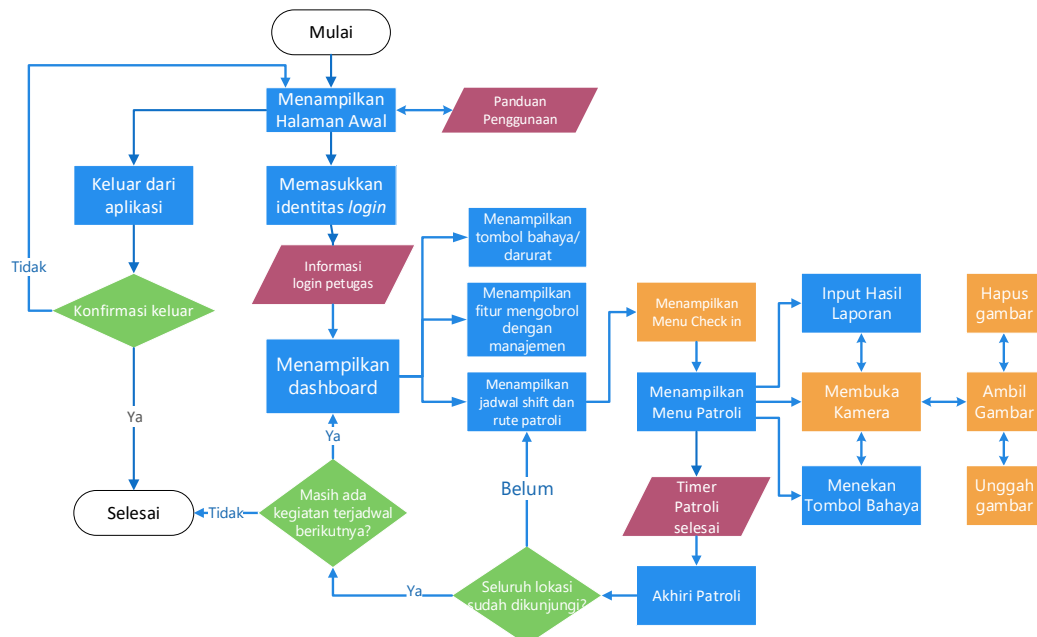 Mulai
Menampilkan
Halaman Awal
Panduan
Penggunaan
Keluar dari
aplikasi
Memasukkan
identitas login
Tidak
Informasi
login petugas
Konfirmasi keluar
Ya
Menampilkan
dashboard
Menampilkan
tombol bahaya/
darurat
Menampilkan
fitur mengobrol
dengan
manajemen
Menampilkan
jadwal shift dan
rute patroli
Menampilkan
Menu Check in
Menampilkan
Menu Patroli
Input Hasil
Laporan
Hapus
gambar
Membuka
Kamera
Ambil
Gambar
Menekan
Tombol Bahaya
Unggah
gambar
Timer
Patroli
selesai
Akhiri Patroli
Belum
Seluruh lokasi
sudah dikunjungi?
Ya
Ya
Masih ada
kegiatan terjadwal
berikutnya?
Tidak
Selesai